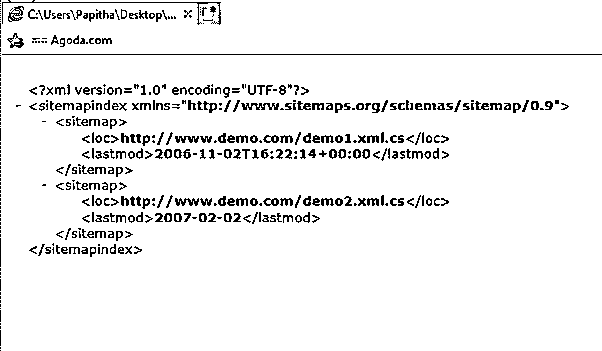 C:\Users\Papitha\Desktop\...
Agoda.com
<?xml version="1.0" encoding="UTF-8"?>
- <sitemapindex xmlns="http://www.sitemaps.org/schemas/sitemap/0.9">
- <sitemap>
<loc>http://www.demo.com/demo1.xml.cs</loc>
<lastmod>2006-11-02T16:22:14+00:00</lastmod>
</sitemap>
- <sitemap>
<loc>http://www.demo.com/demo2.xml.cs</loc>
<lastmod>2007-02-02</lastmod>
</sitemap>
</sitemapindex>